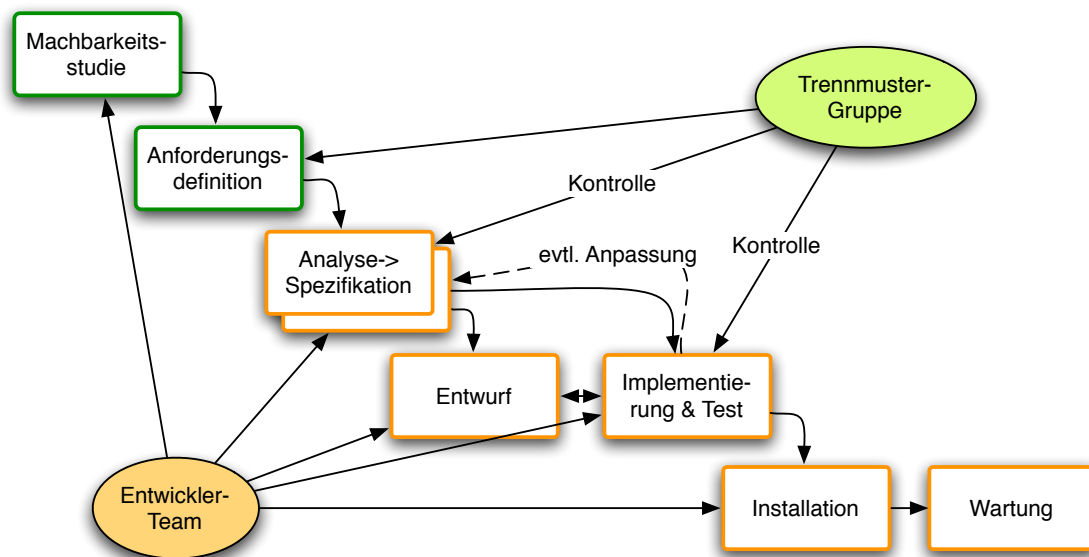 Machbarkeits-
studie
Trennmuster-
Gruppe
Anforderungs-
definition
Kontrolle
Analyse->
Spezifikation
evtl. Anpassung
Kontrolle
Entwurf
Implementie-
rung & Test
Entwickler-
Team
Installation
Wartung